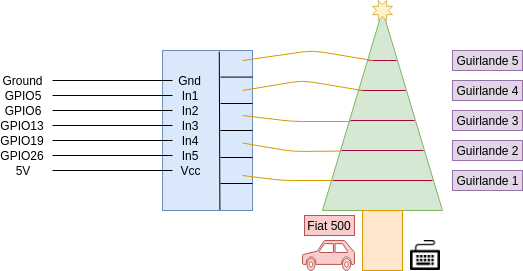 Ground
GPIO5
GPIO6
GPIO13
GPIO19
GPIO26
5V
Gnd
In1
In2
In3
In4
In5
Vcc
Guirlande 5
Guirlande 4
Guirlande 3
Guirlande 2
Guirlande 1
Fiat 500